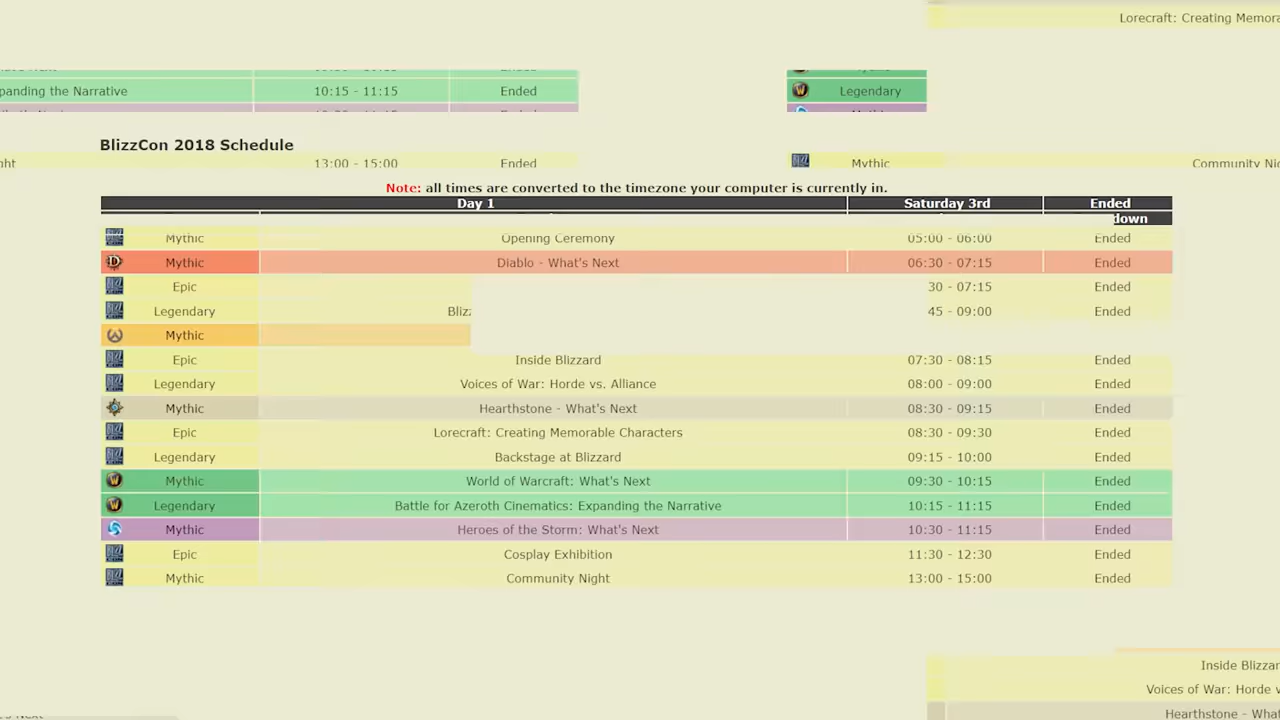 Lorecraft: Creating
panding the Narrative 10:15 - 11:15 Ended Legendary
BlizzCon 2018 Schedule
13:00 - 15:00 Ended Mythic Community
Note: all times are converted to the timezone your computer is currently in.
Day 1 Saturday 3rd Ended
down
Mythic Opening Ceremony 05:00 - 06:00 Ended
Mythic Diablo - What's Next 06:30 - 07:15 Ended
Epic 30 - 07:15 Ended
Legendary Bliz 45 - 09:00 Ended
Mythic
Epic Inside Blizzard 07:30 - 08:15 Ended
Legendary Voices of War: Horde vs. Alliance 08:00 - 09:00 Ended
Mythic Hearthstone - What's Next 08:30 - 09:15 Ended
Epic Lorecraft: Creating Memorable Characters 08:30 - 09:30 Ended
Legendary Backstage at Blizzard 09:15 - 10:00 Ended
Mythic World of Warcraft: What's Next 09:30 - 10:15 Ended
Legendary Battle for Azeroth Cinematics: Expanding the Narrative 10:15 - 11:15 Ended
Mythic Heroes of the Storm: What's Next 10:30 - 11:15 Ended
Epic Cosplay Exhibition 11:30 - 12:30 Ended
Mythic Community Night 13:00 - 15:00 Ended
Inside Blizzar
Voices of War: Horde v
Hearthstone - What